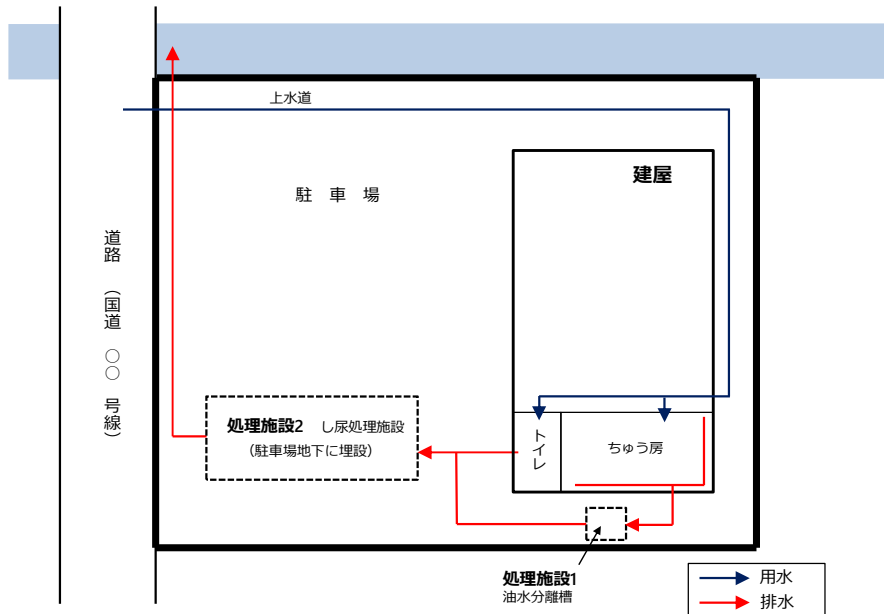 上水道
建屋
駐 車 場
道路 （国道 ○○ 号線）
処理施設2 し尿処理施設
（駐車場地下に埋設）
トイレ
ちゅう房
処理施設1
油水分離槽
用水
排水